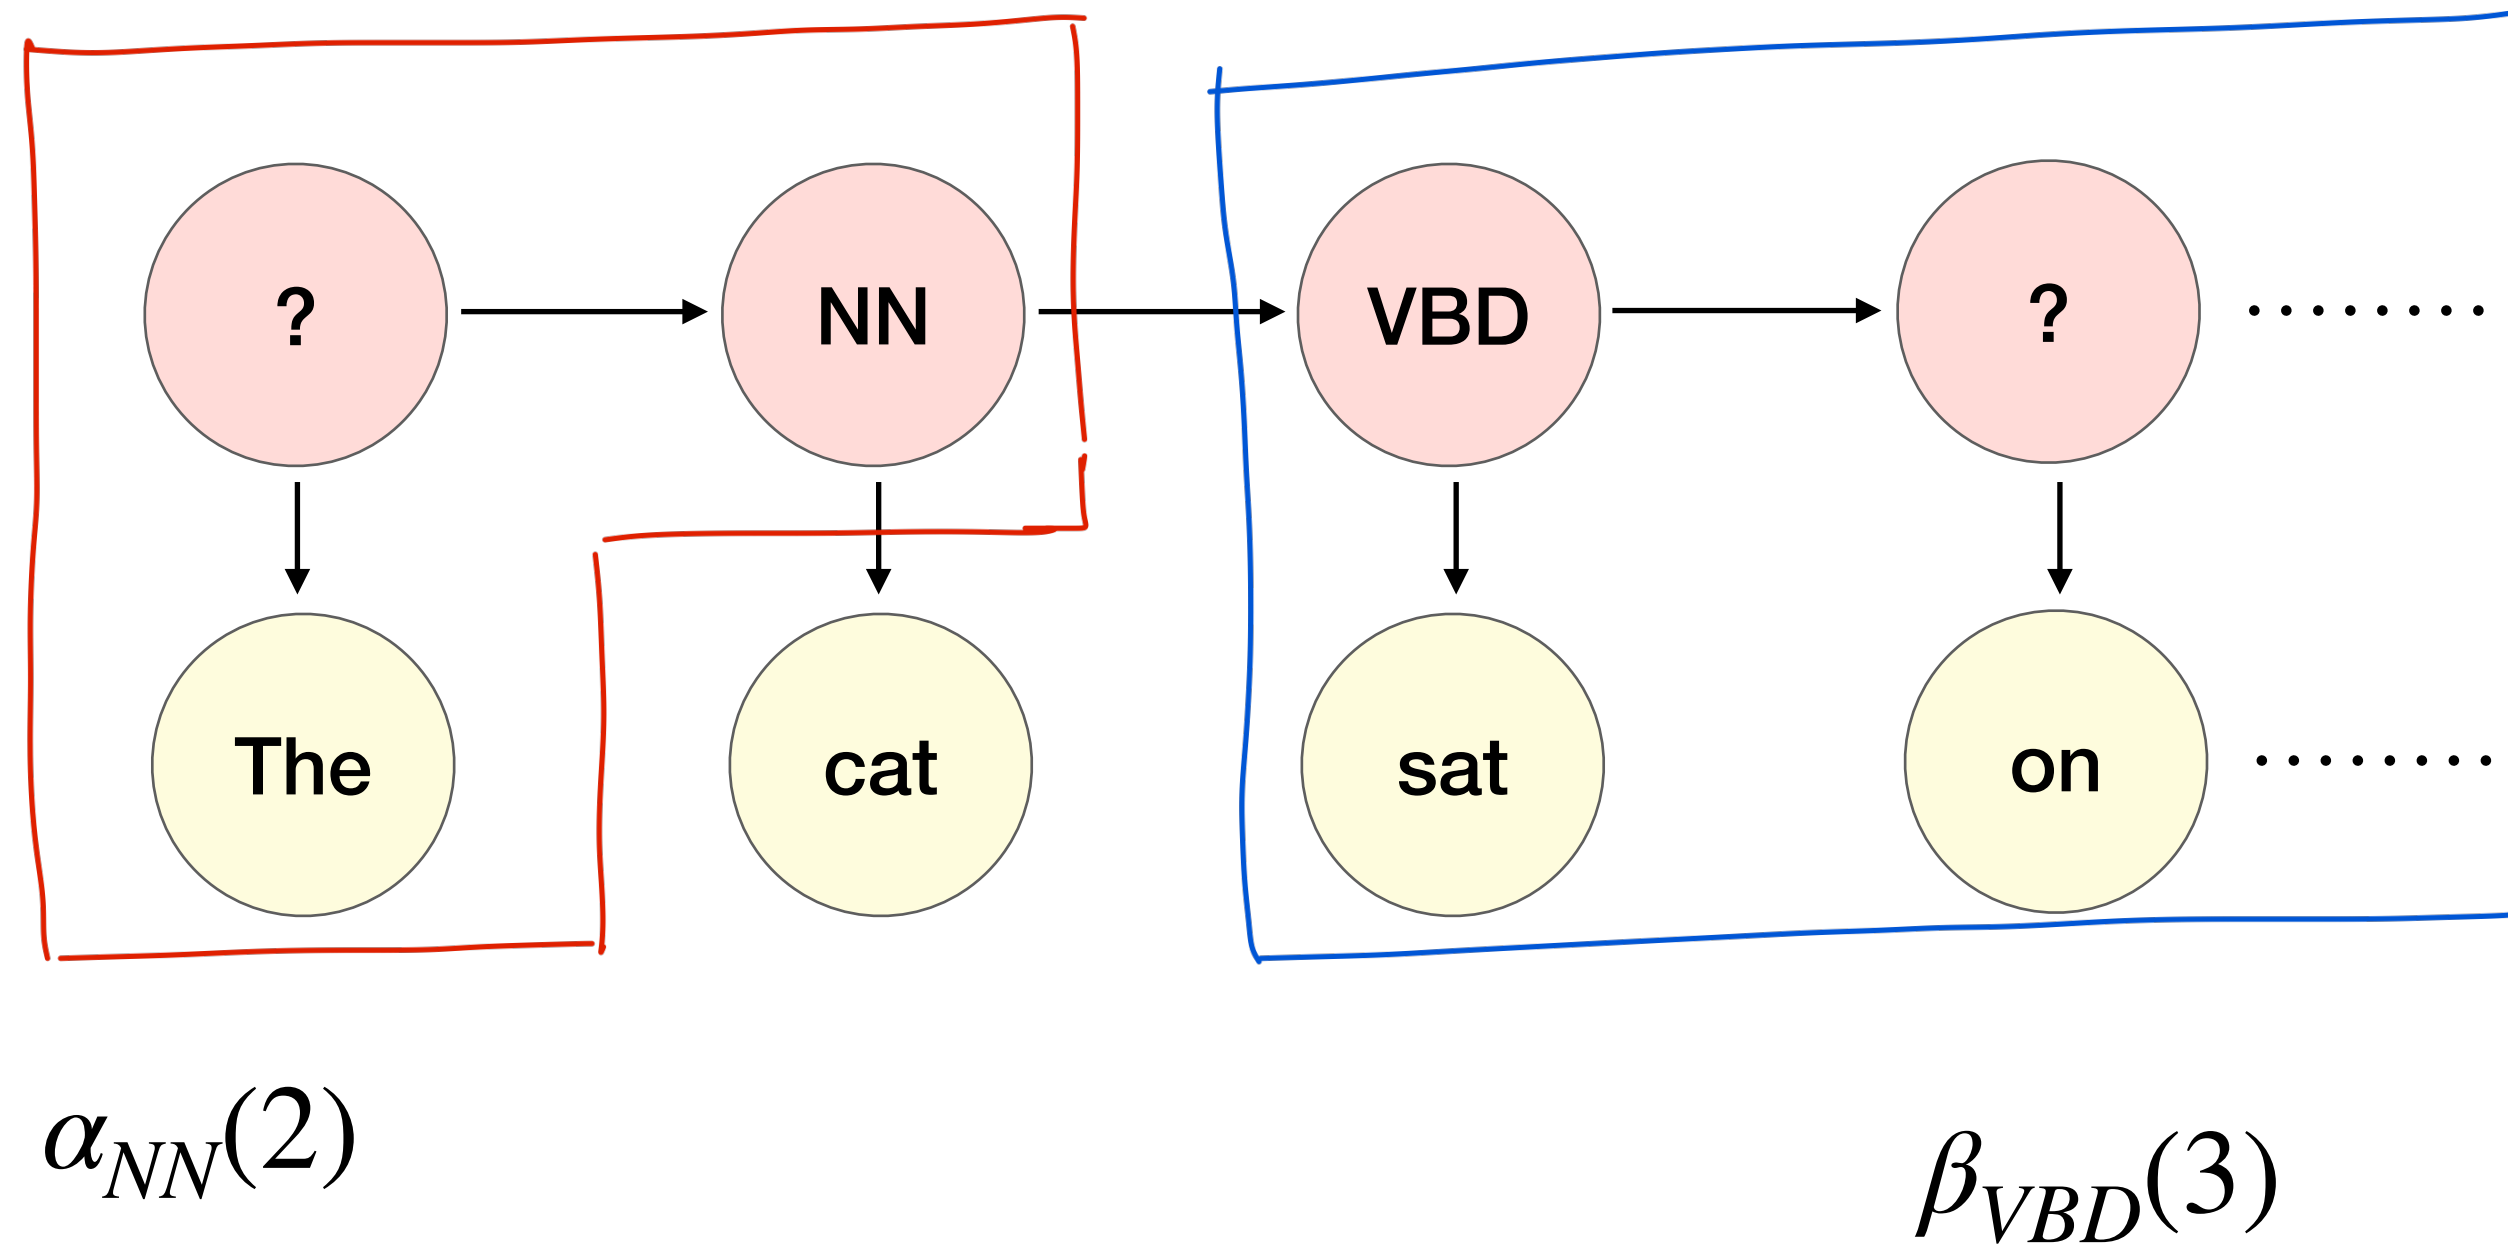 ? NN VBD ? ........
The cat sat on ........
α_NN(2) β_VBD(3)